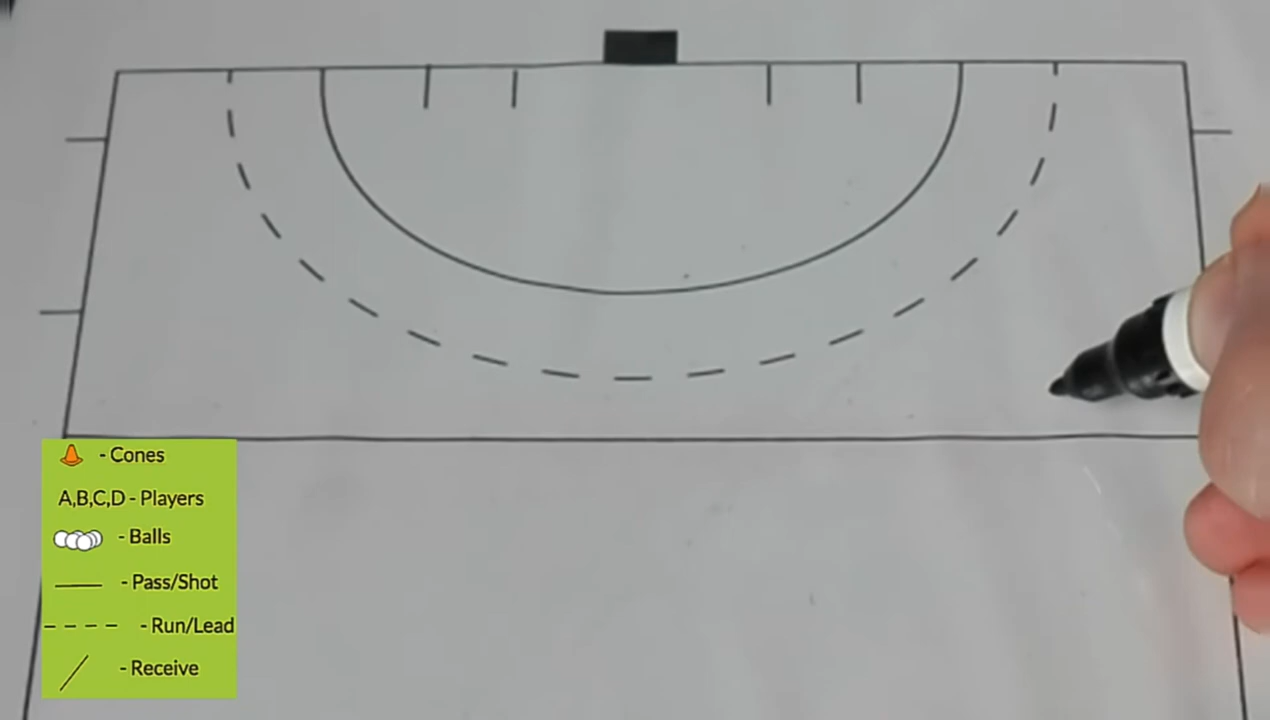 - Cones
A,B,C,D - Players
- Balls
- Pass/Shot
- Run/Lead
- Receive